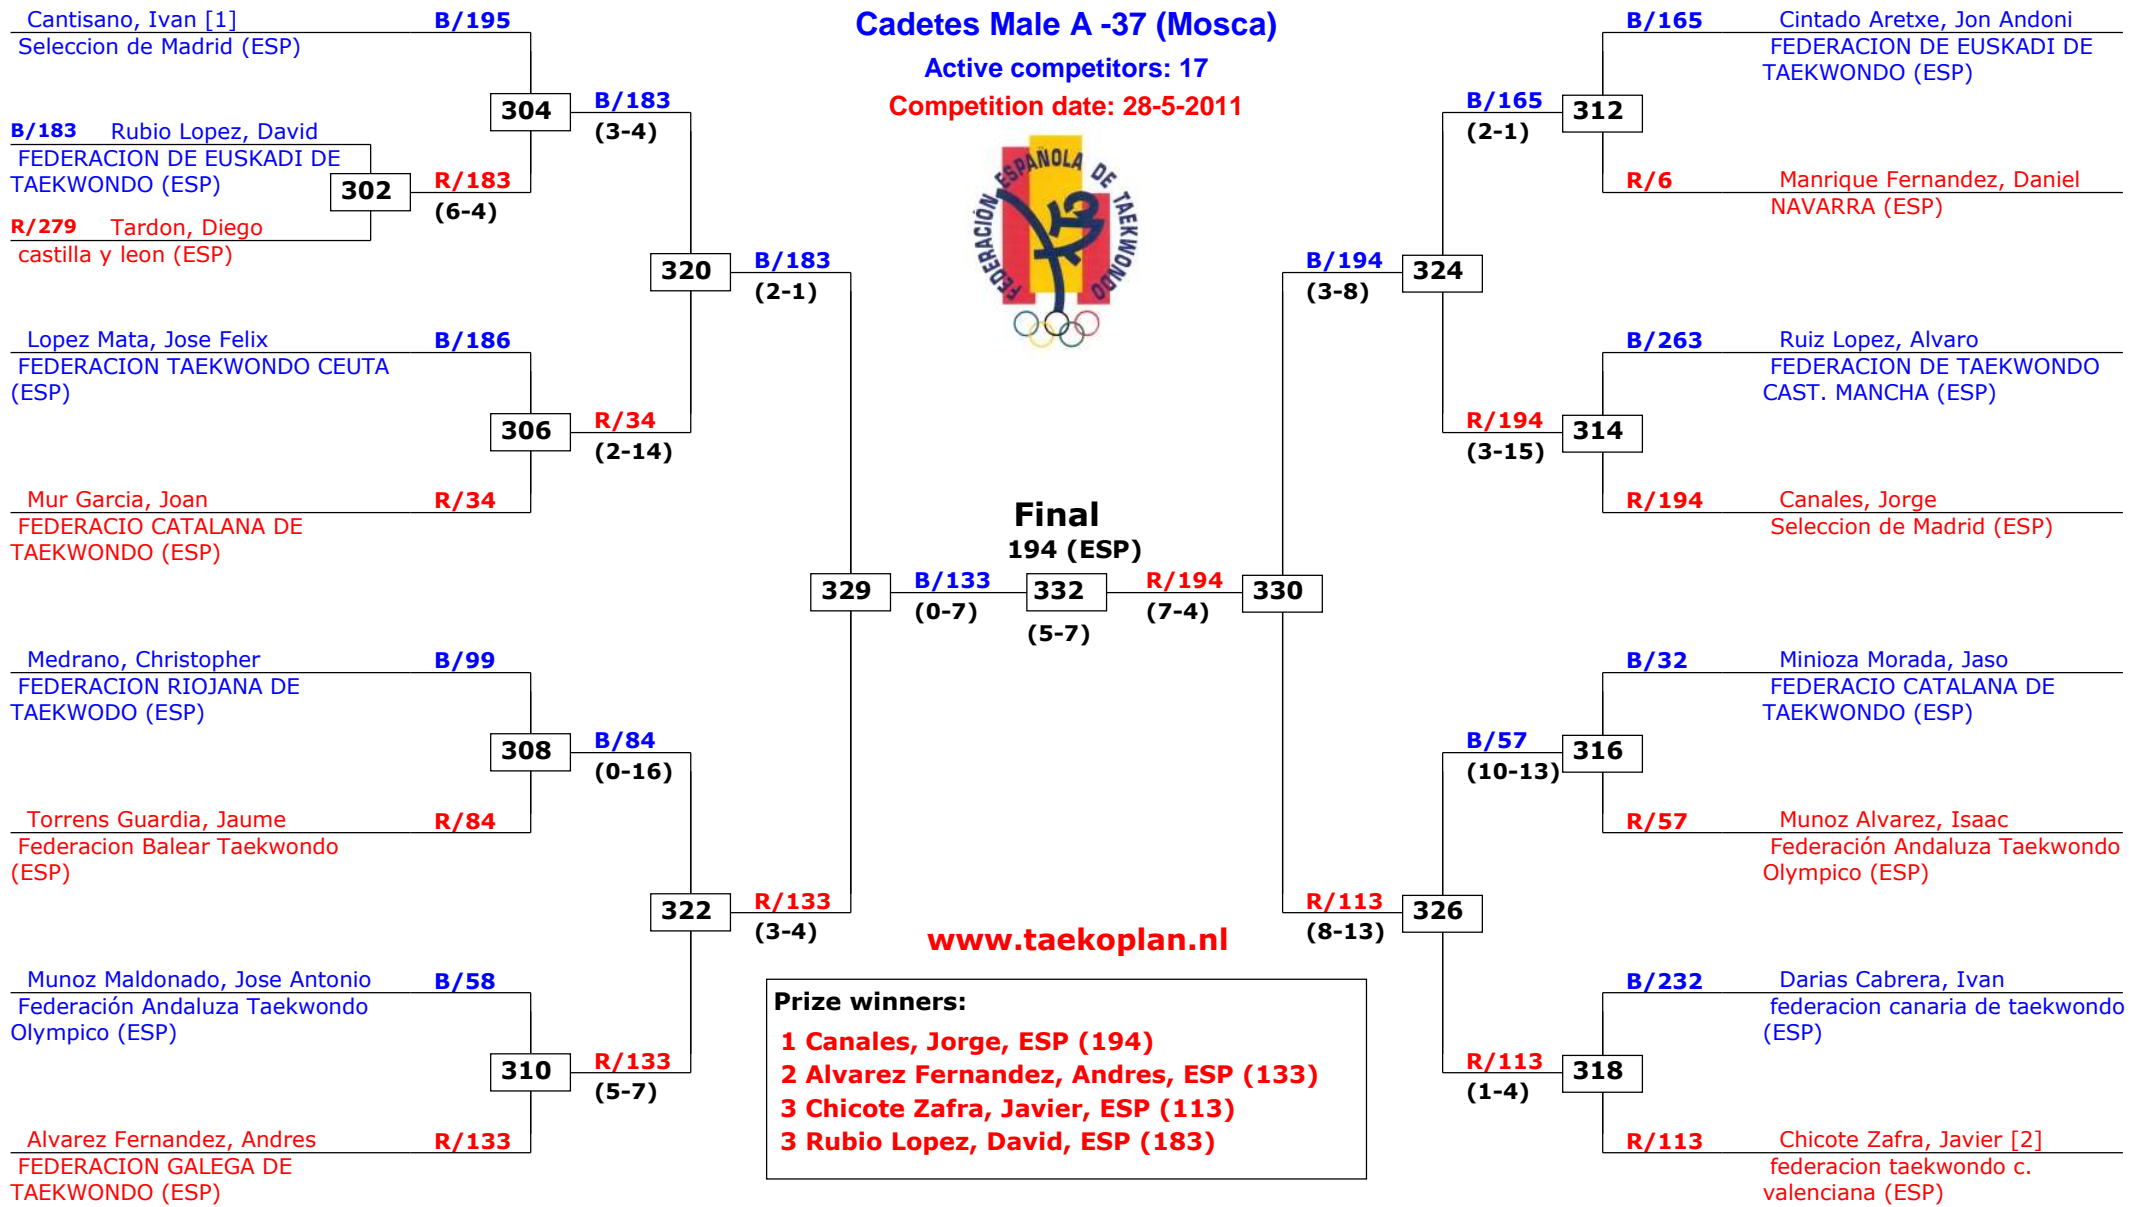 Cadetes Male A -37 (Mosca)
Active competitors: 17
Competition date: 28-5-2011
FEDERACIÓN ESPAÑOLA DE TAEKWONDO
Cantisano, Ivan [1] B/195
Seleccion de Madrid (ESP)
304
B/183
(3-4)
B/183 Rubio Lopez, David
FEDERACION DE EUSKADI DE
TAEKWONDO (ESP)
302
R/183
(6-4)
R/279 Tardon, Diego
castilla y leon (ESP)
320
B/183
(2-1)
Lopez Mata, Jose Felix B/186
FEDERACION TAEKWONDO CEUTA
(ESP)
306
R/34
(2-14)
Mur Garcia, Joan R/34
FEDERACIO CATALANA DE
TAEKWONDO (ESP)
329
B/133
(0-7)
Medrano, Christopher B/99
FEDERACION RIOJANA DE
TAEKWODO (ESP)
308
B/84
(0-16)
Torrens Guardia, Jaume R/84
Federacion Balear Taekwondo
(ESP)
322
R/133
(3-4)
Munoz Maldonado, Jose Antonio B/58
Federación Andaluza Taekwondo
Olympico (ESP)
310
R/133
(5-7)
Alvarez Fernandez, Andres R/133
FEDERACION GALEGA DE
TAEKWONDO (ESP)
Final
194 (ESP)
332
(5-7)
B/165 Cintado Aretxe, Jon Andoni
FEDERACION DE EUSKADI DE
TAEKWONDO (ESP)
B/165
(2-1)
312
R/6 Manrique Fernandez, Daniel
NAVARRA (ESP)
B/194
(3-8)
324
B/263 Ruiz Lopez, Alvaro
FEDERACION DE TAEKWONDO
CAST. MANCHA (ESP)
R/194
(3-15)
314
R/194 Canales, Jorge
Seleccion de Madrid (ESP)
R/194
(7-4)
330
B/32 Minioza Morada, Jaso
FEDERACIO CATALANA DE
TAEKWONDO (ESP)
B/57
(10-13)
316
R/57 Munoz Alvarez, Isaac
Federación Andaluza Taekwondo
Olympico (ESP)
R/113
(8-13)
326
B/232 Darias Cabrera, Ivan
federacion canaria de taekwondo
(ESP)
R/113
(1-4)
318
R/113 Chicote Zafra, Javier [2]
federacion taekwondo c.
valenciana (ESP)
www.taekoplan.nl
Prize winners:
1 Canales, Jorge, ESP (194)
2 Alvarez Fernandez, Andres, ESP (133)
3 Chicote Zafra, Javier, ESP (113)
3 Rubio Lopez, David, ESP (183)